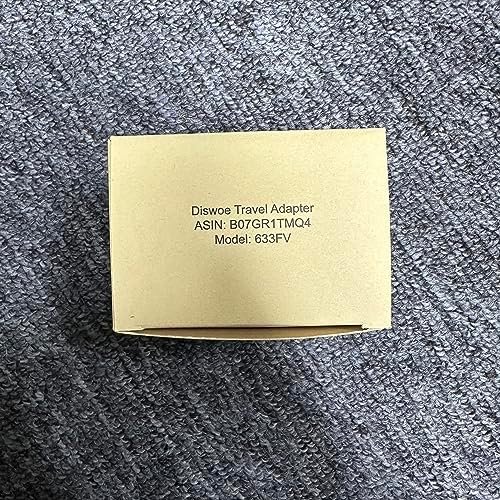 Diswoe Travel Adapter
ASIN: B07GR1TMQ4
Model: 633FV